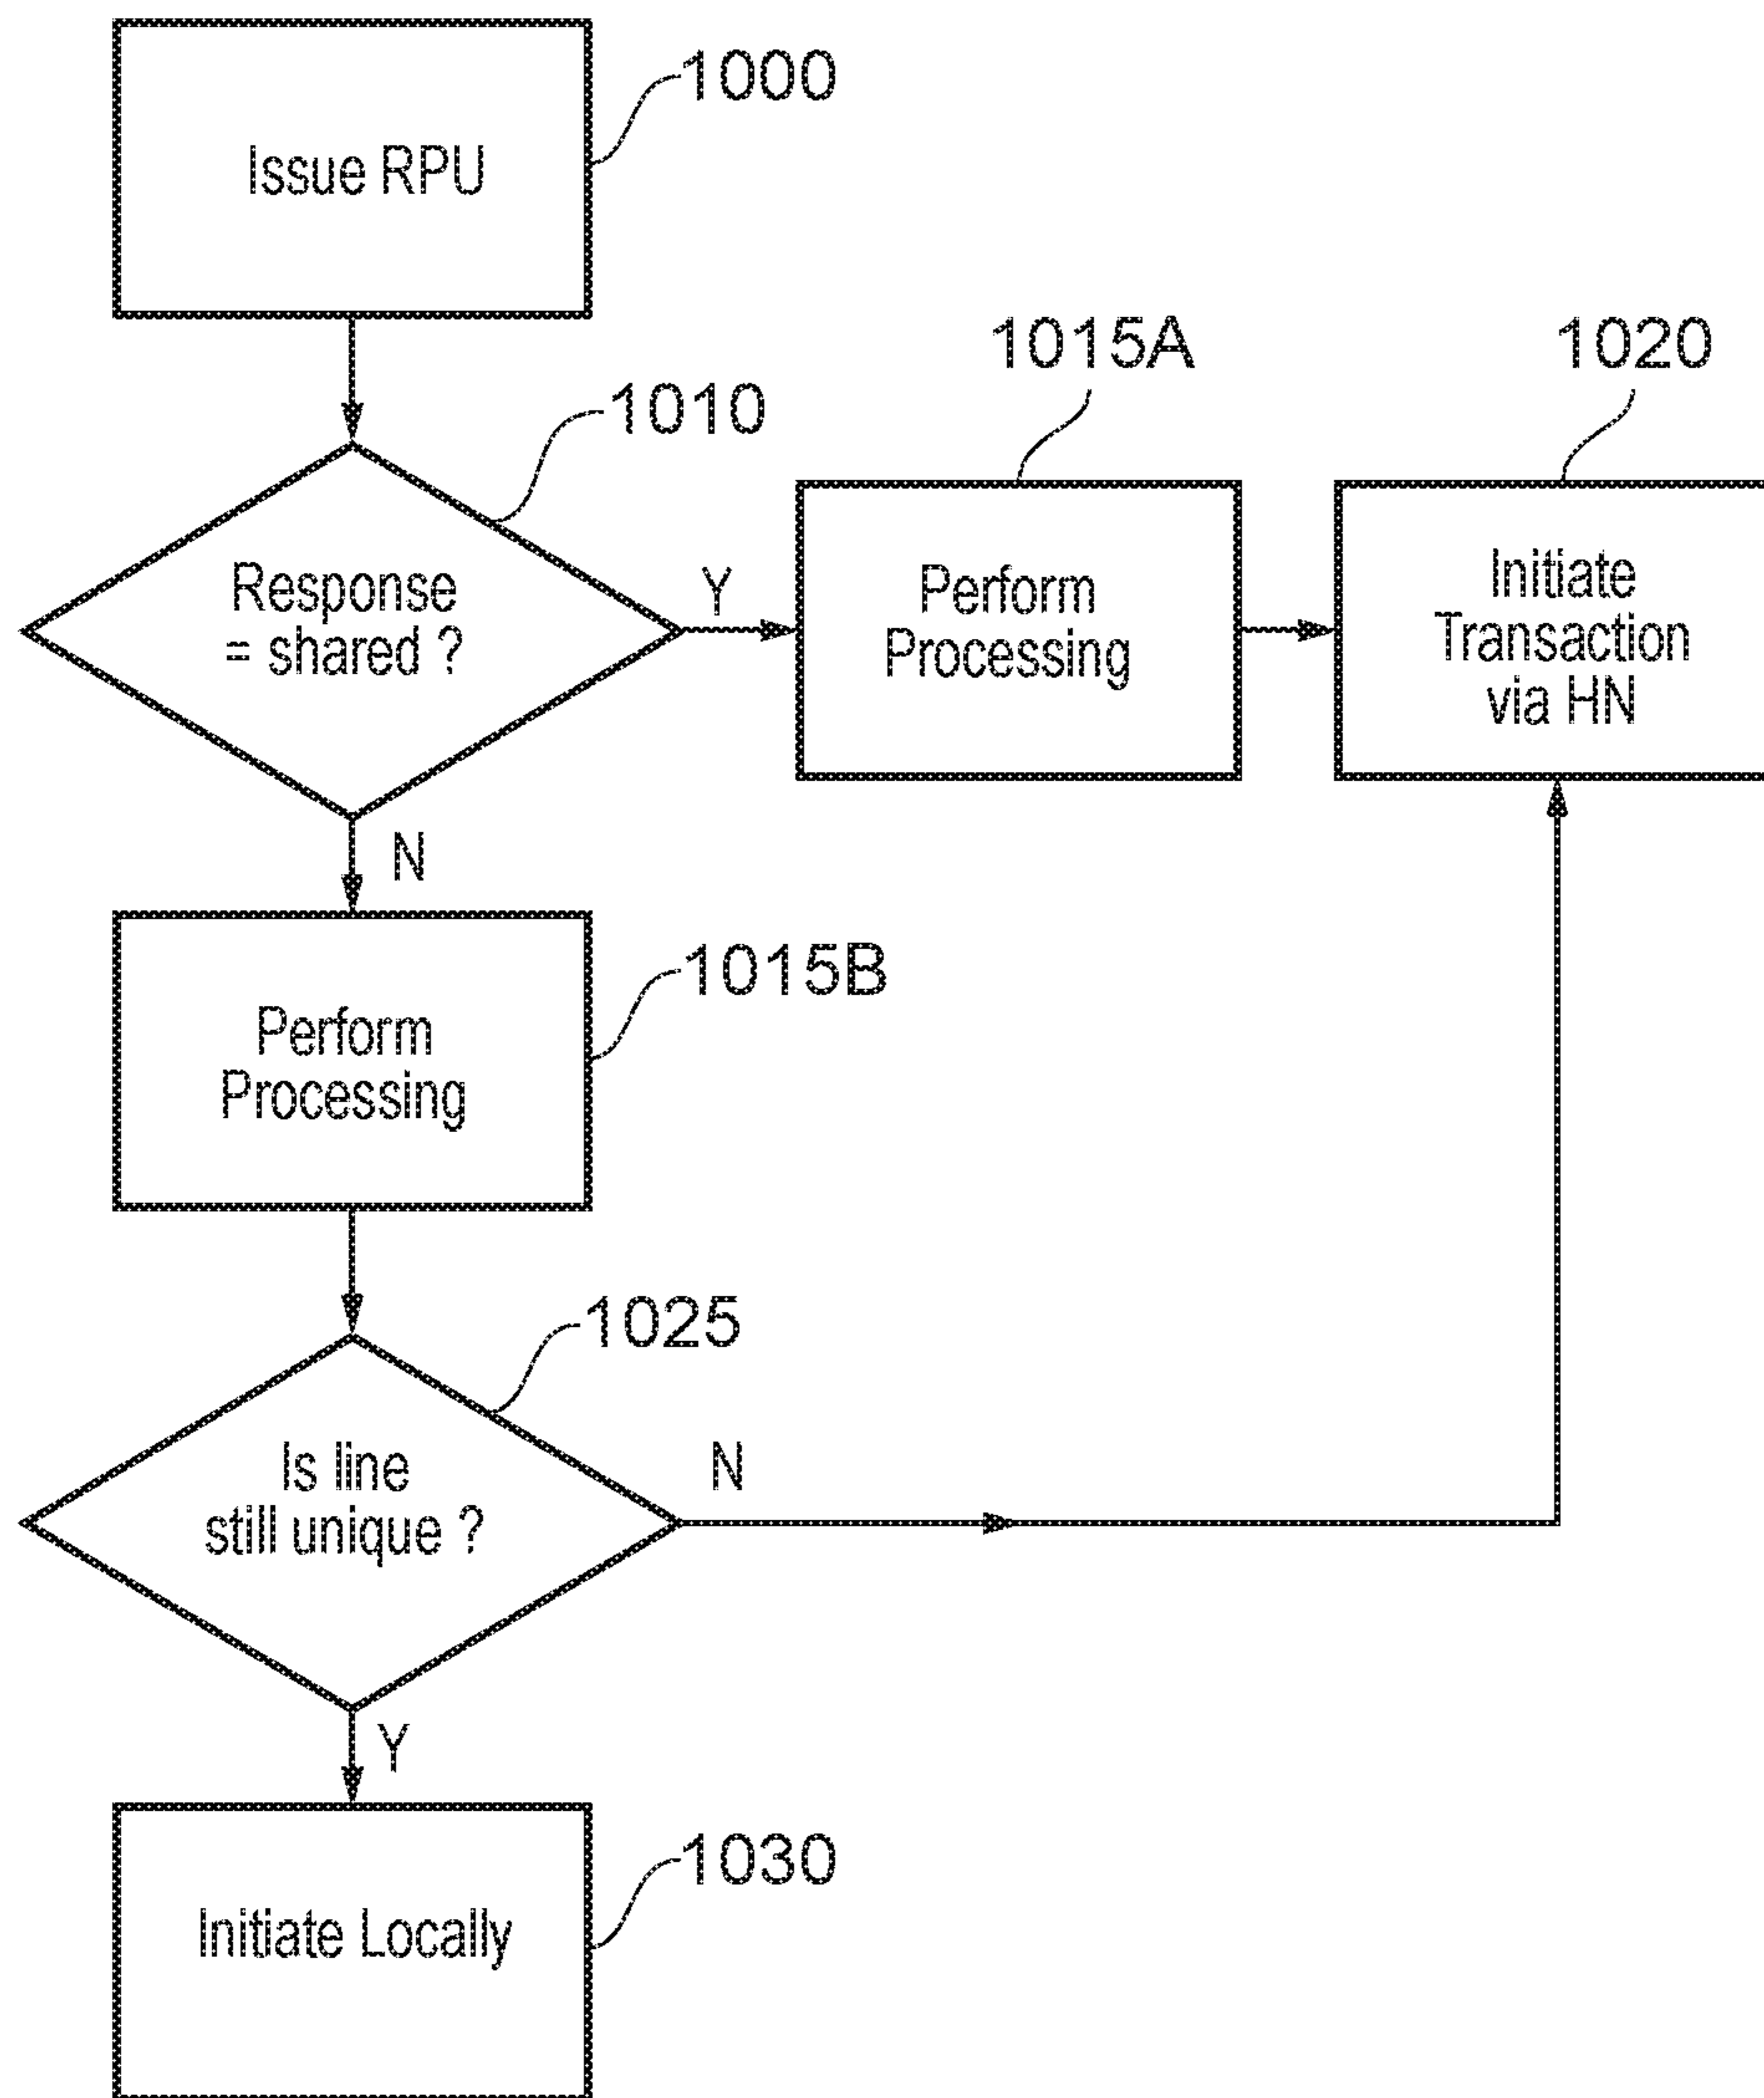 1000
Issue RPU
1015A
1020
1010
Response
= shared ?
Y
Perform
Processing
Initiate
Transaction
via HN
N
1015B
Perform
Processing
1025
Is line
still unique ?
N
Y
1030
Initiate Locally